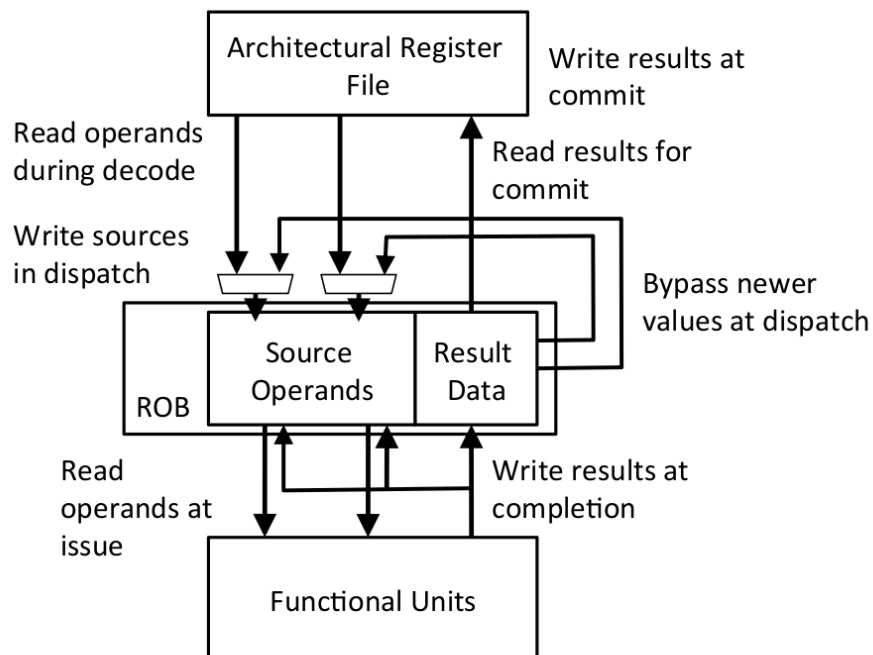 Architectural Register
File
Write results at
commit
Read operands
during decode
Read results for
commit
Write sources
in dispatch
Bypass newer
values at dispatch
Source
Operands
Result
Data
ROB
Read
operands at
issue
Write results at
completion
Functional Units